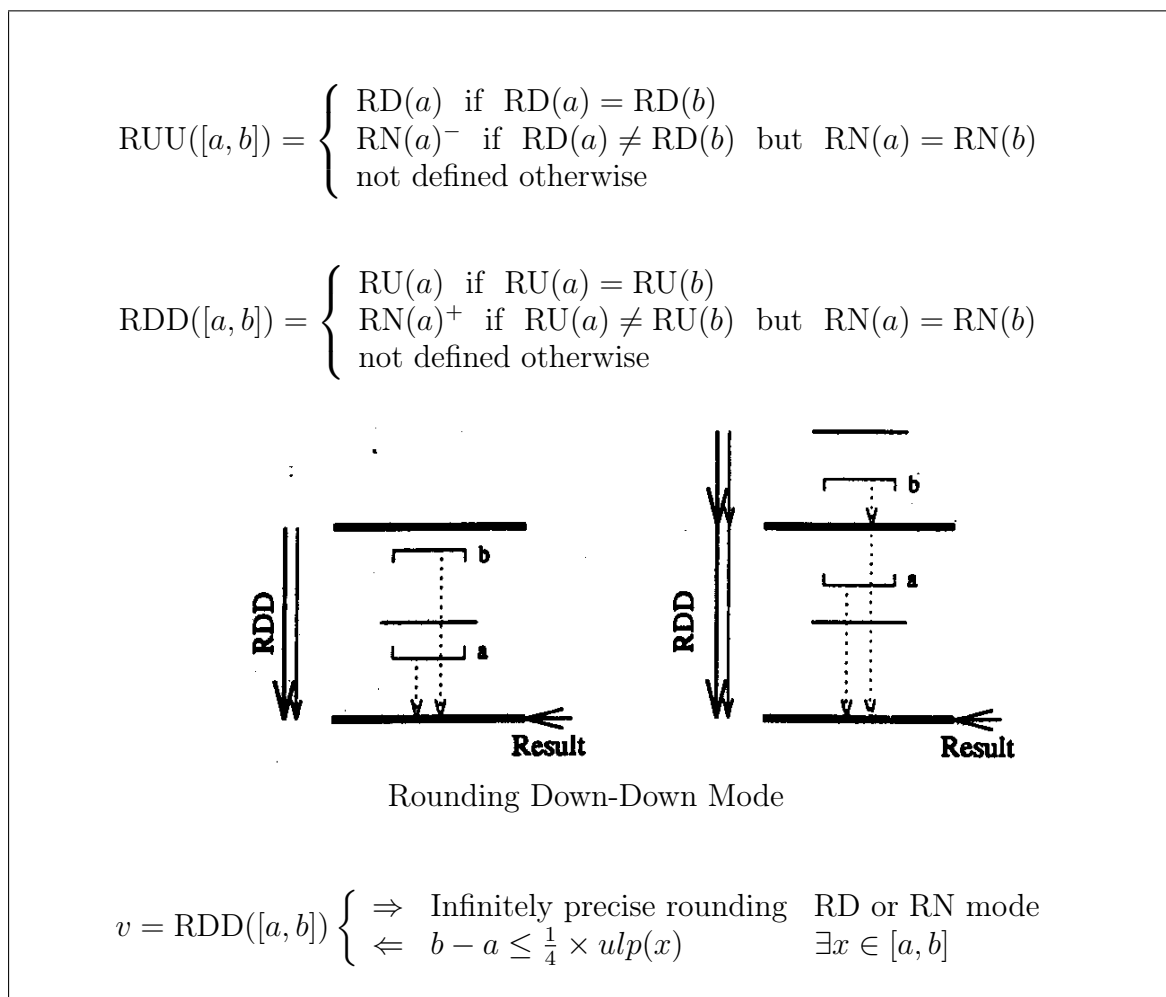 RUU([a, b]) = { RD(a) if RD(a) = RD(b)
RN(a)⁻ if RD(a) ≠ RD(b) but RN(a) = RN(b)
not defined otherwise
RDD([a, b]) = { RU(a) if RU(a) = RU(b)
RN(a)⁺ if RU(a) ≠ RU(b) but RN(a) = RN(b)
not defined otherwise
RDD
b
a
Result
RDD
b
a
Result
Rounding Down-Down Mode
v = RDD([a, b]) { ⇒ Infinitely precise rounding RD or RN mode
⇐ b − a ≤ 1/4 × ulp(x) ∃x ∈ [a, b]